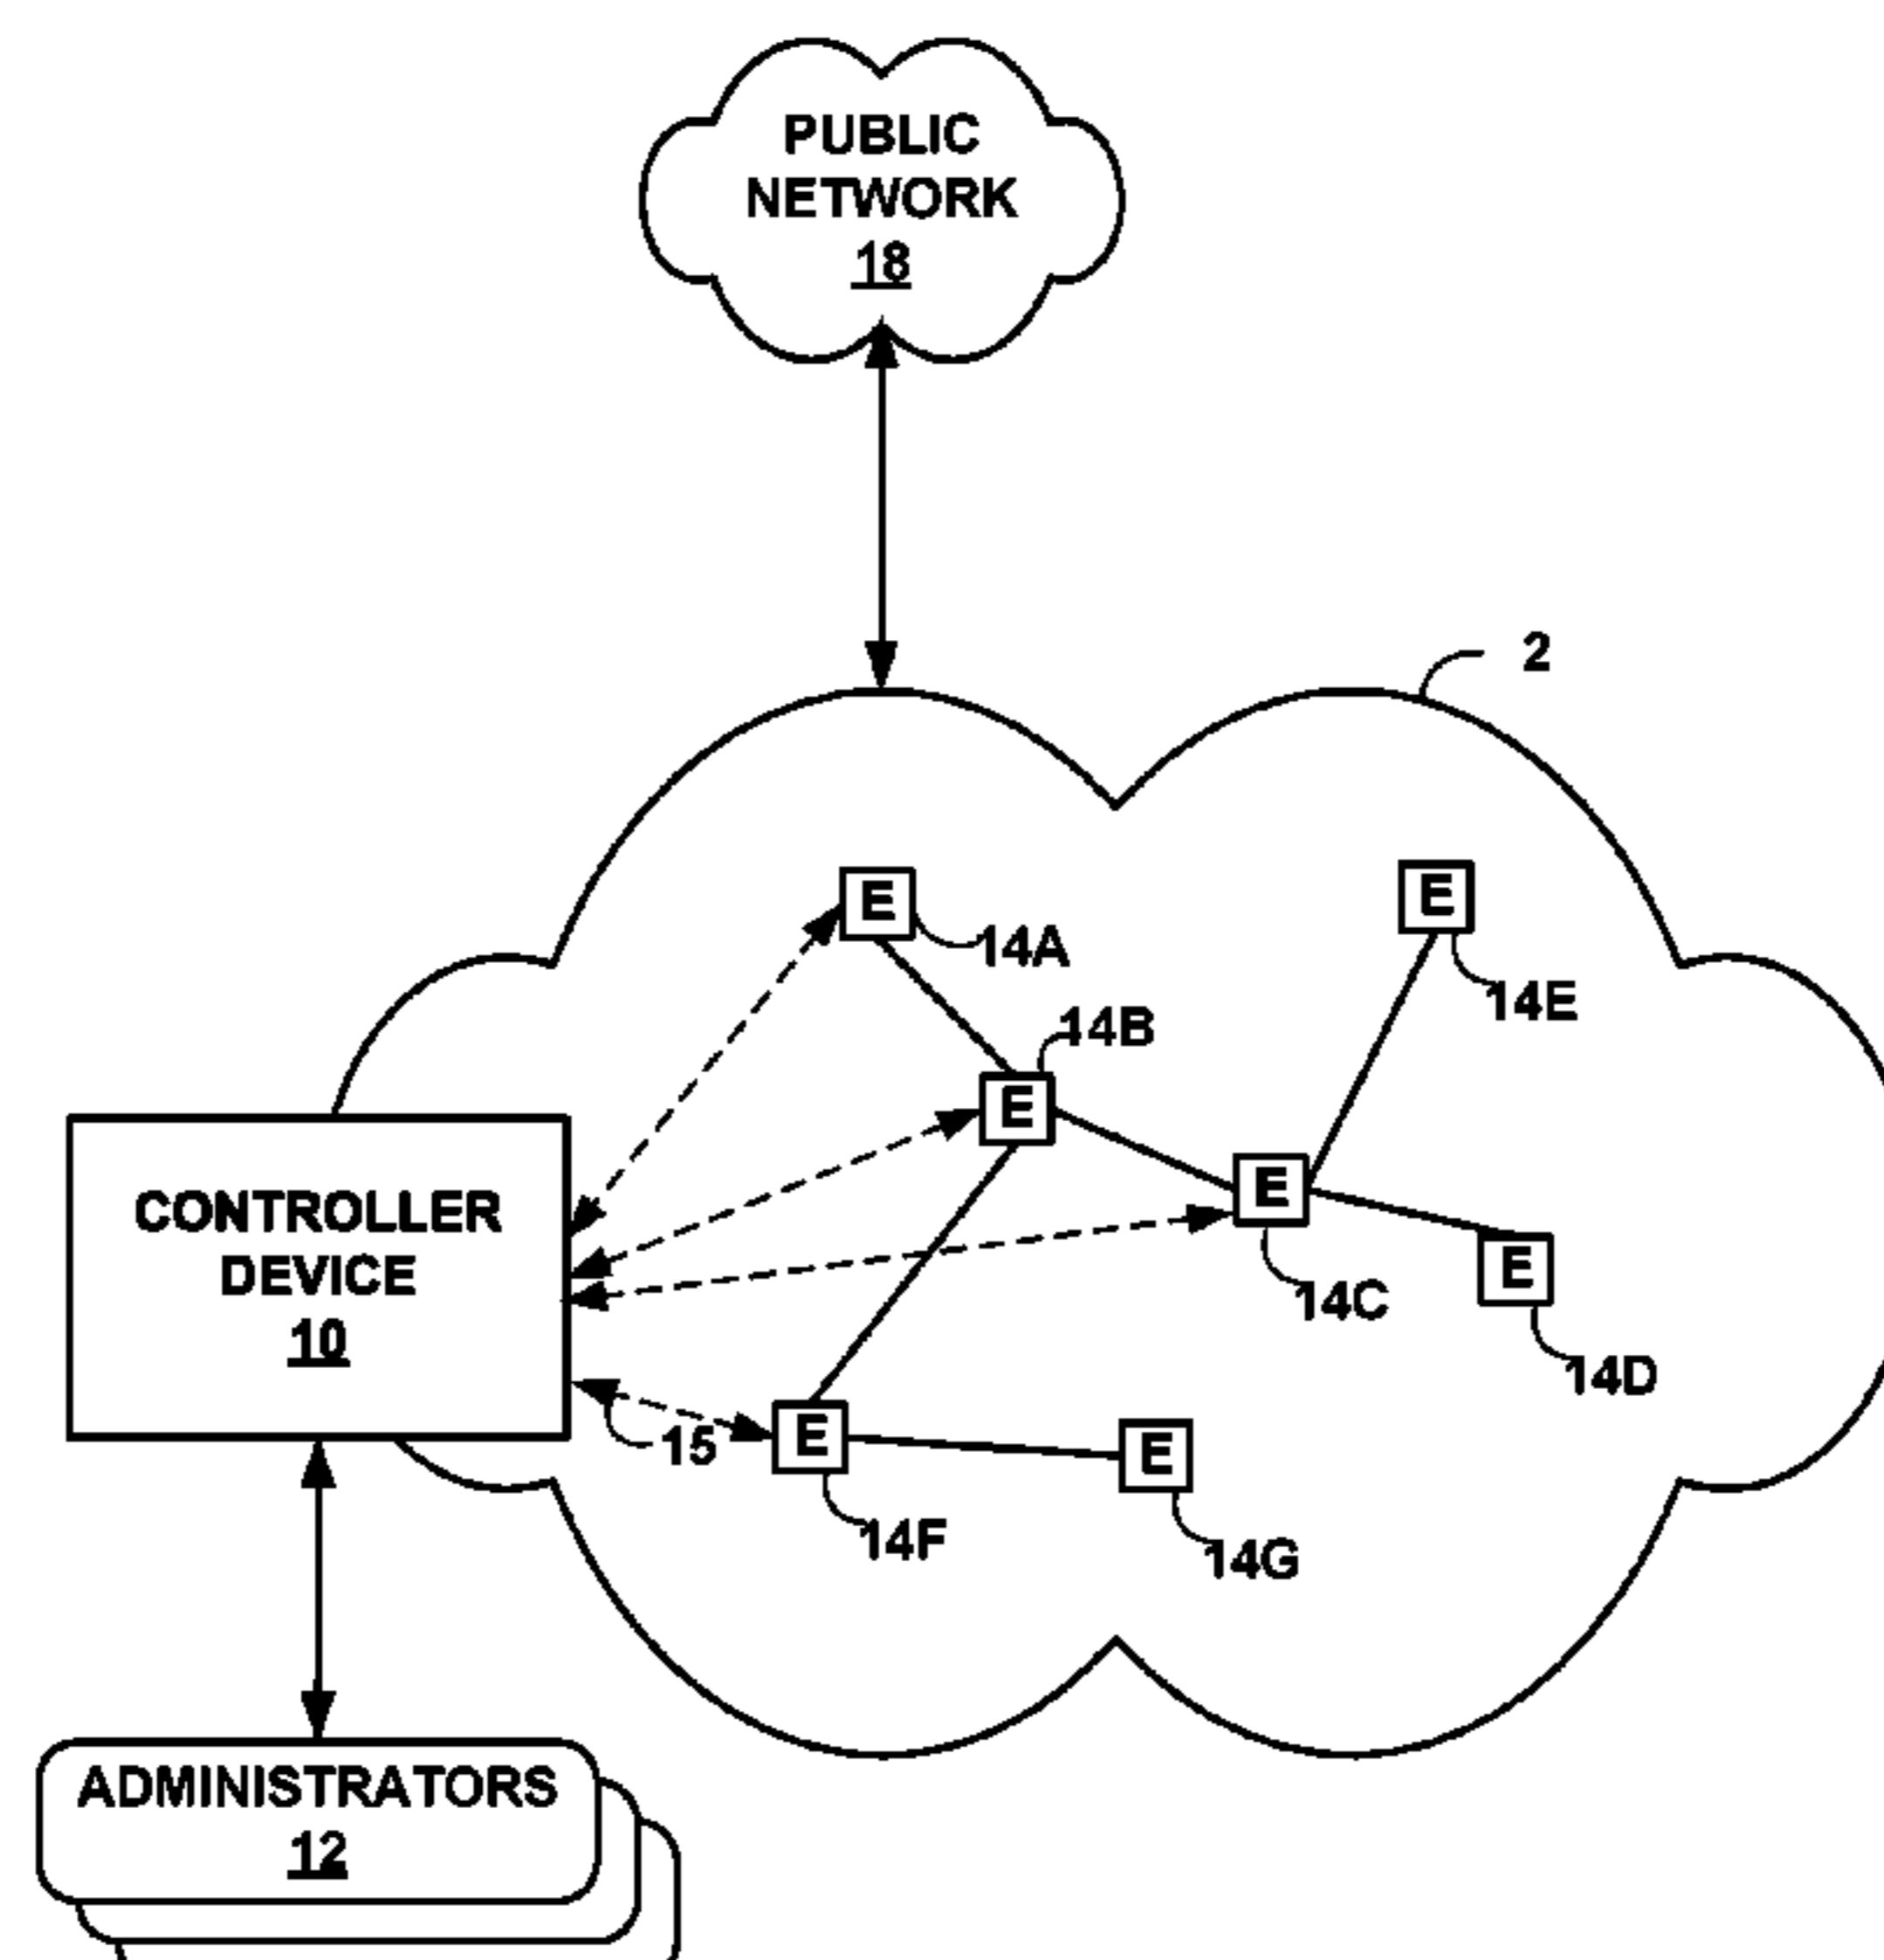 PUBLIC
NETWORK
18
2
E
E
14A
14E
14B
E
E
CONTROLLER
DEVICE
10
E
14C
14D
15
E
E
14F
14G
ADMINISTRATORS
12